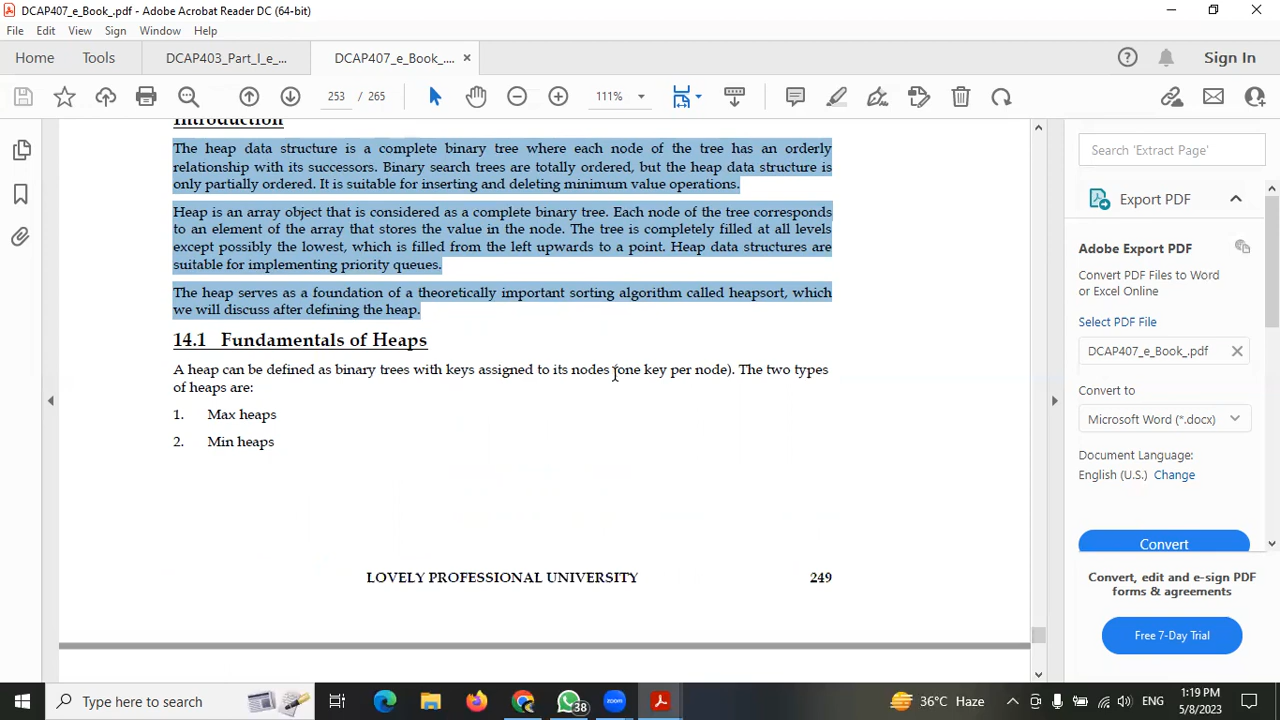 DCAP407_e_Book_.pdf - Adobe Acrobat Reader DC (64-bit)
File Edit View Sign Window Help
Home Tools DCAP403_Part_I_e_... DCAP407_e_Book_.... × Sign In
253 / 265 111%
Introduction
The heap data structure is a complete binary tree where each node of the tree has an orderly
relationship with its successors. Binary search trees are totally ordered, but the heap data structure is
only partially ordered. It is suitable for inserting and deleting minimum value operations.
Heap is an array object that is considered as a complete binary tree. Each node of the tree corresponds
to an element of the array that stores the value in the node. The tree is completely filled at all levels
except possibly the lowest, which is filled from the left upwards to a point. Heap data structures are
suitable for implementing priority queues.
The heap serves as a foundation of a theoretically important sorting algorithm called heapsort, which
we will discuss after defining the heap.
14.1 Fundamentals of Heaps
A heap can be defined as binary trees with keys assigned to its nodes (one key per node). The two types
of heaps are:
1. Max heaps
2. Min heaps
LOVELY PROFESSIONAL UNIVERSITY 249
Search 'Extract Page'
Export PDF
Adobe Export PDF
Convert PDF Files to Word
or Excel Online
Select PDF File
DCAP407_e_Book_.pdf
Convert to
Microsoft Word (*.docx)
Document Language:
English (U.S.) Change
Convert
Convert, edit and e-sign PDF
forms & agreements
Free 7-Day Trial
Type here to search
38
zoom
36°C Haze
ENG
1:19 PM
5/8/2023